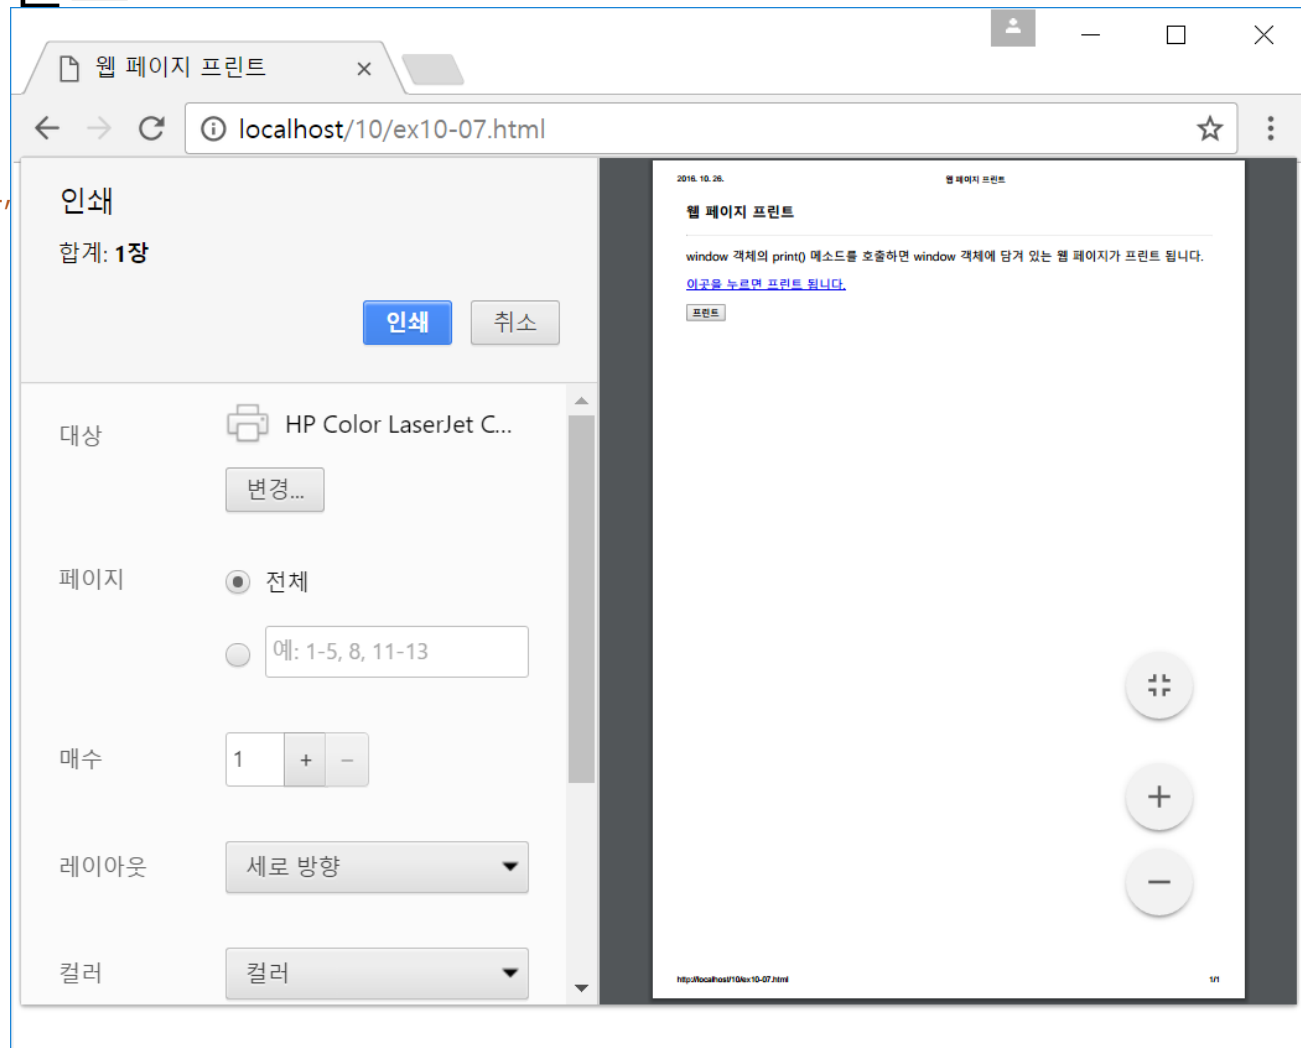 웹 페이지 프린트
localhost/10/ex10-07.html
인쇄
합계: 1장
인쇄 취소
대상 HP Color LaserJet C...
변경...
페이지 전체
예: 1-5, 8, 11-13
매수 1 + −
레이아웃 세로 방향
컬러 컬러
2016. 10. 26. 웹 페이지 프린트
웹 페이지 프린트
window 객체의 print() 메소드를 호출하면 window 객체에 담겨 있는 웹 페이지가 프린트 됩니다.
이곳을 누르면 프린트 됩니다.
프린트
http://localhost/10/ex10-07.html 1/1